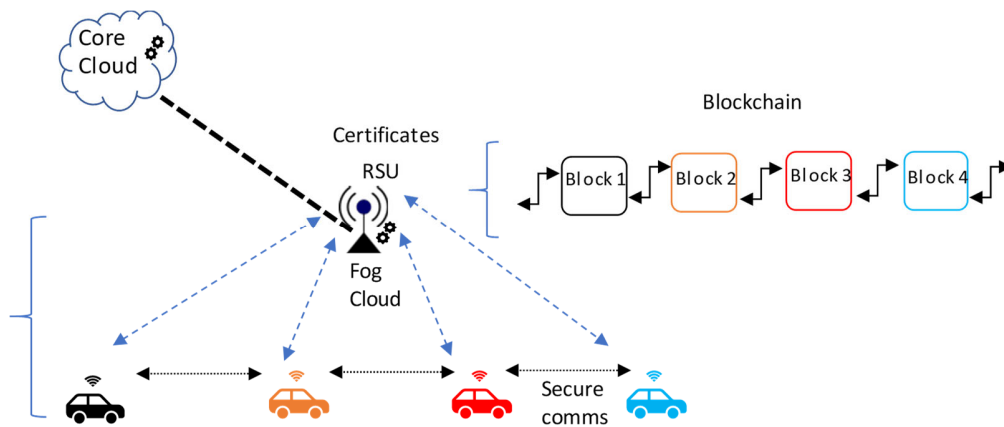 Core
Cloud
Blockchain
Certificates
RSU
Block 1
Block 2
Block 3
Block 4
Fog
Cloud
Secure
comms